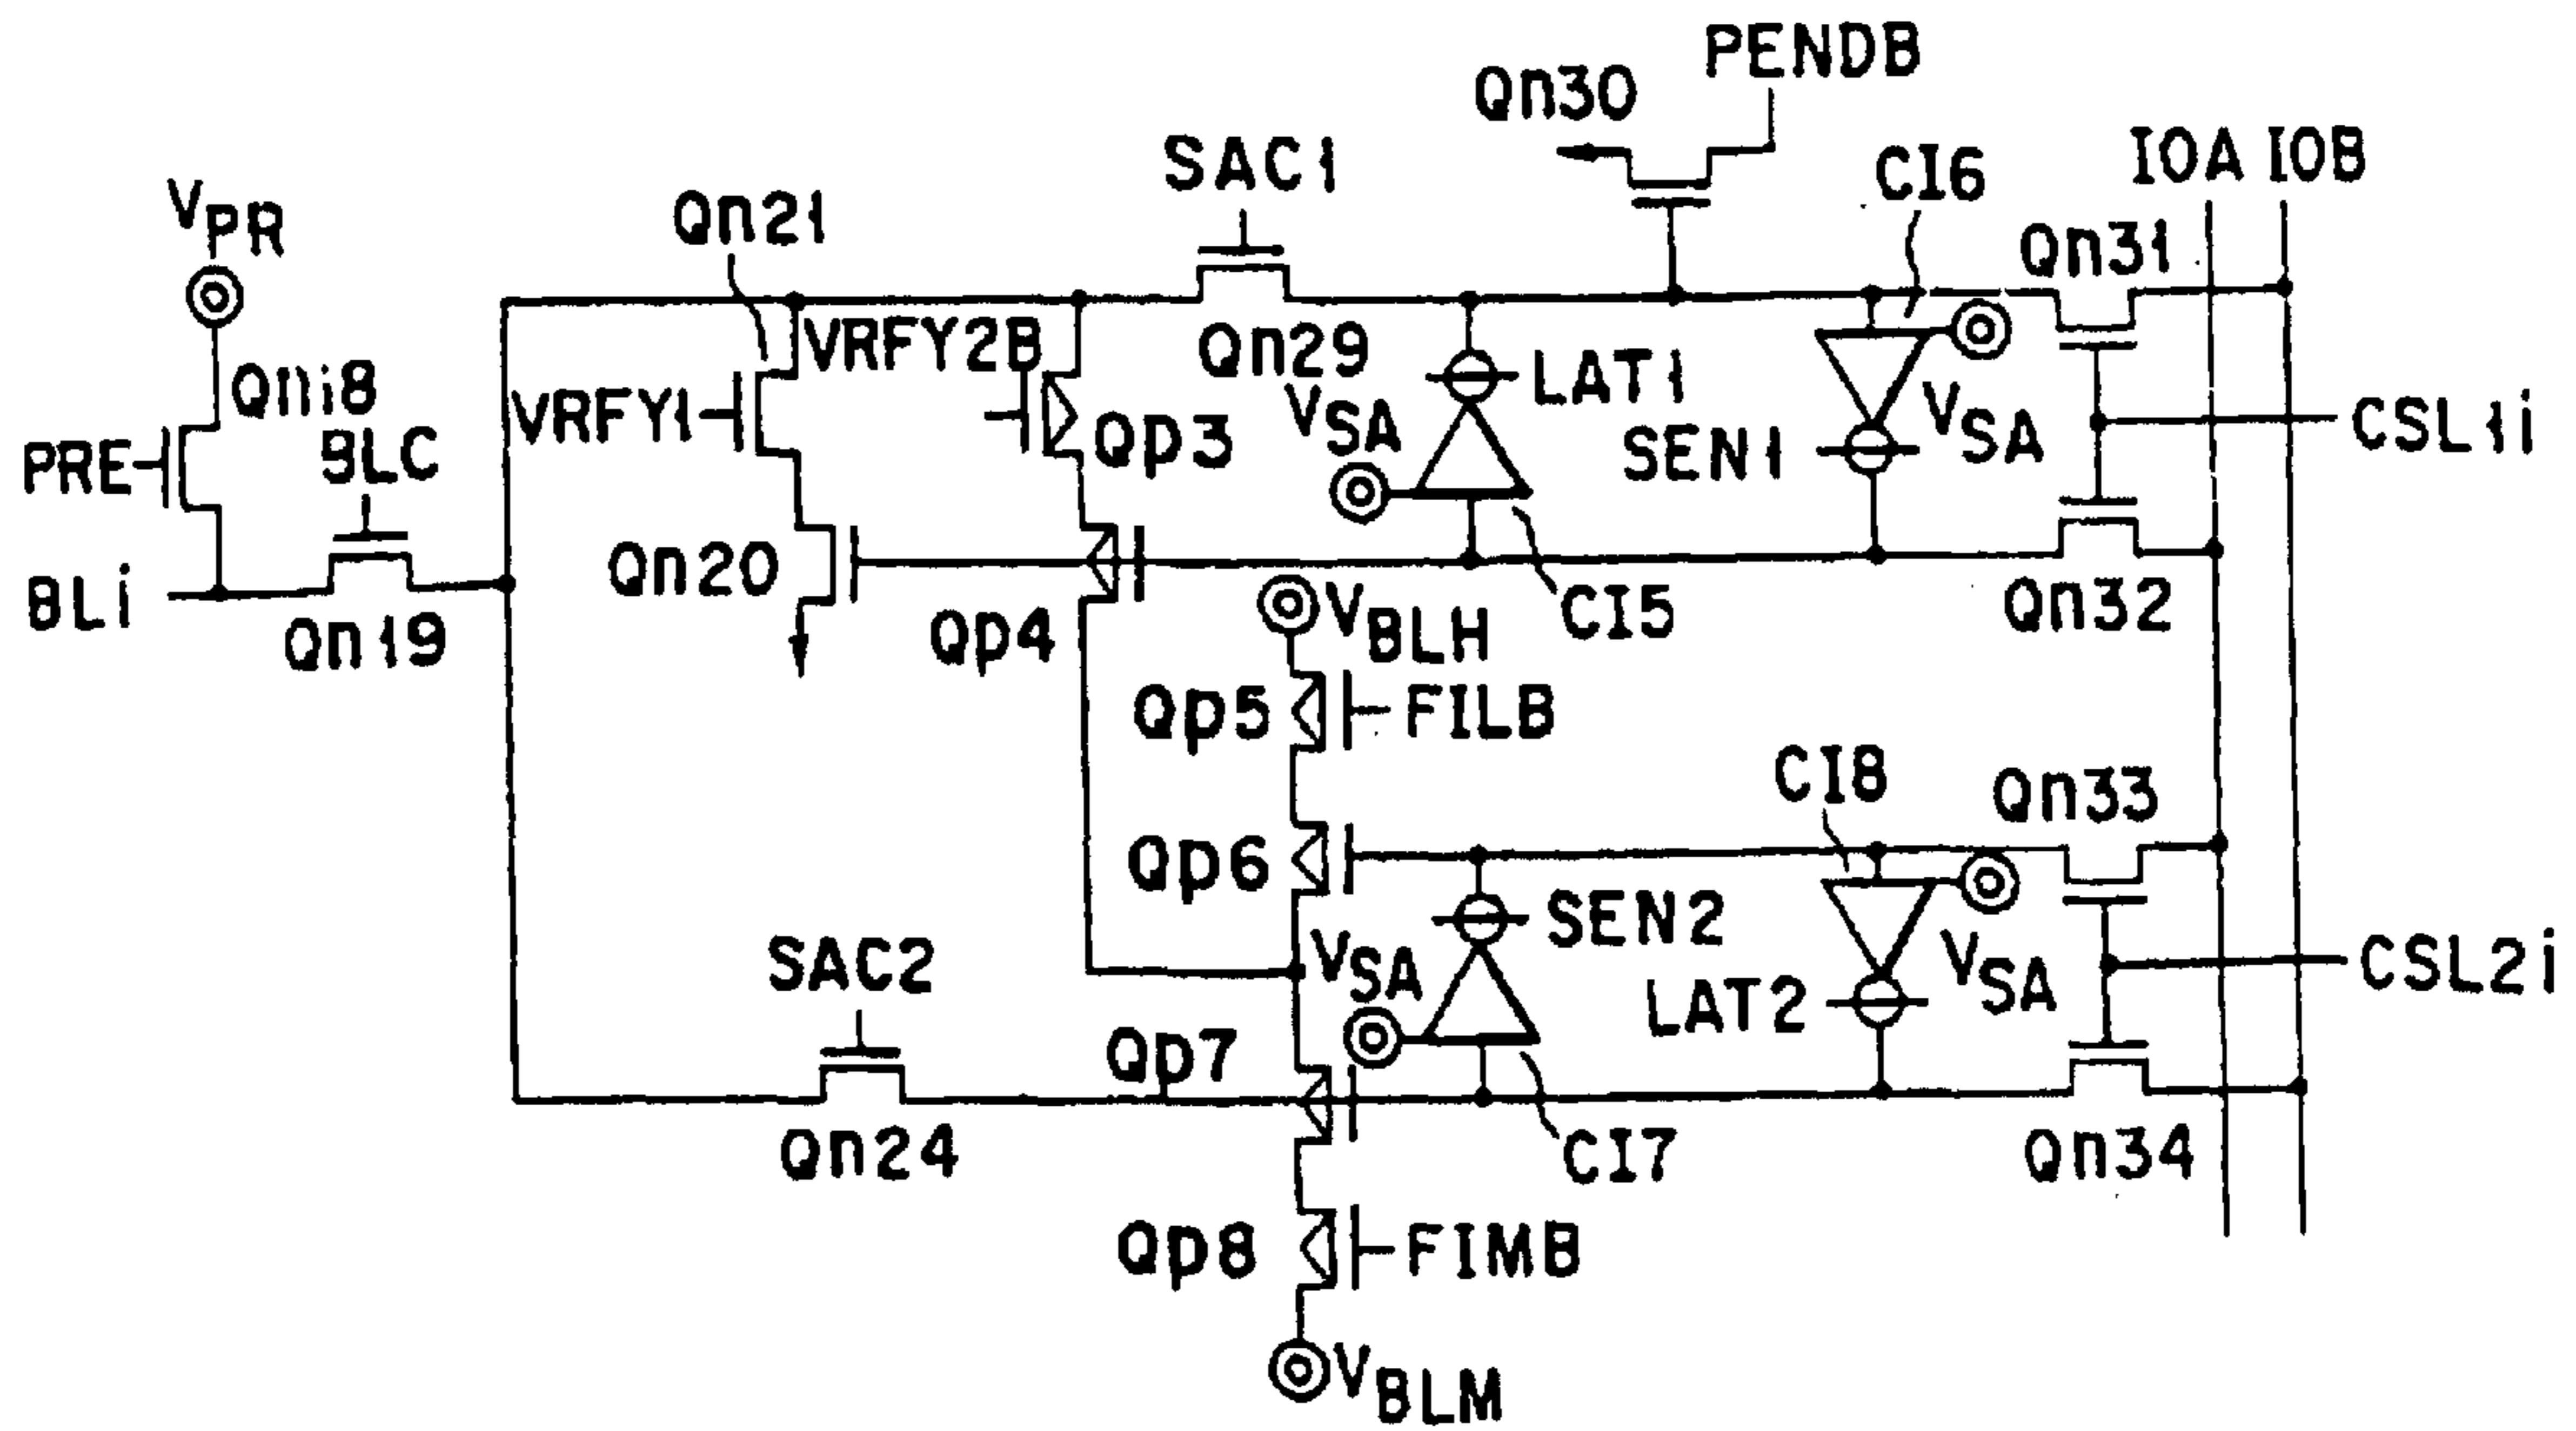 PENDB
Qn30
SAC1
CI6
IOA IOB
VPR
Qn21
Qn31
VRFY2B
Qn29
LAT1
Qni8
VRFY1
Qp3
VSA
SEN1
VSA
CSL1i
PRE
BLC
Qn20
BLi
Qn19
Qp4
VBLH
CI5
Qn32
Qp5
FILB
CI8
Qn33
Qp6
SEN2
SAC2
VSA
LAT2
VSA
CSL2i
Qp7
Qn24
CI7
Qn34
Qp8
FIMB
VBLM